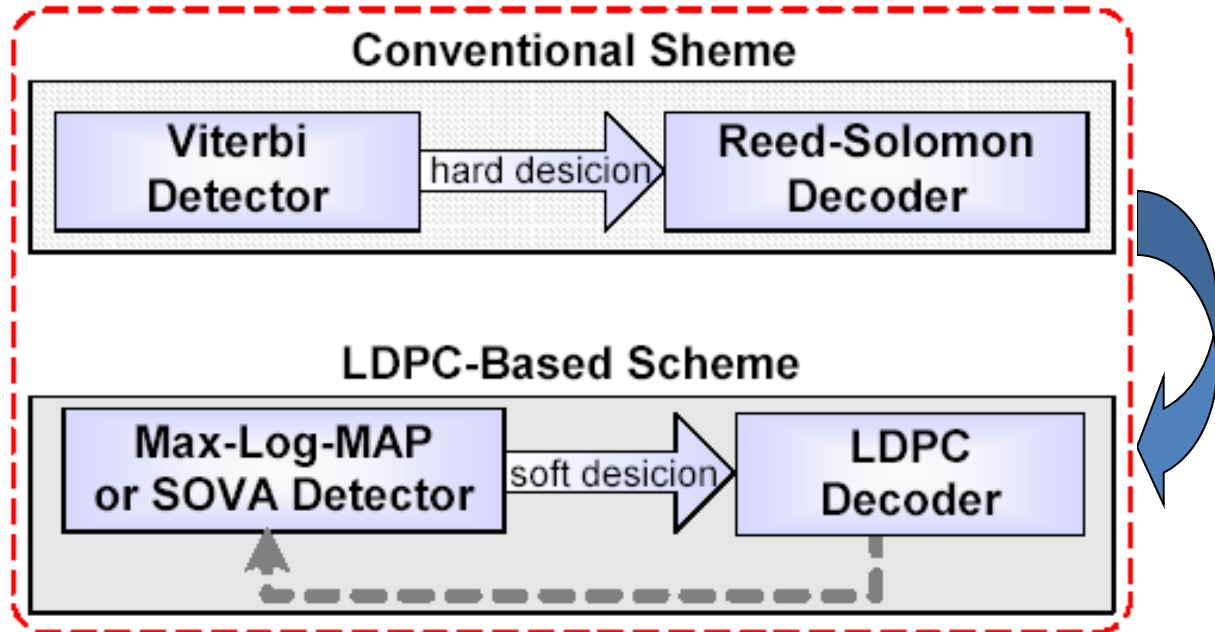 Conventional Sheme
Viterbi
Detector
hard desicion
Reed-Solomon
Decoder
LDPC-Based Scheme
Max-Log-MAP
or SOVA Detector
soft desicion
LDPC
Decoder